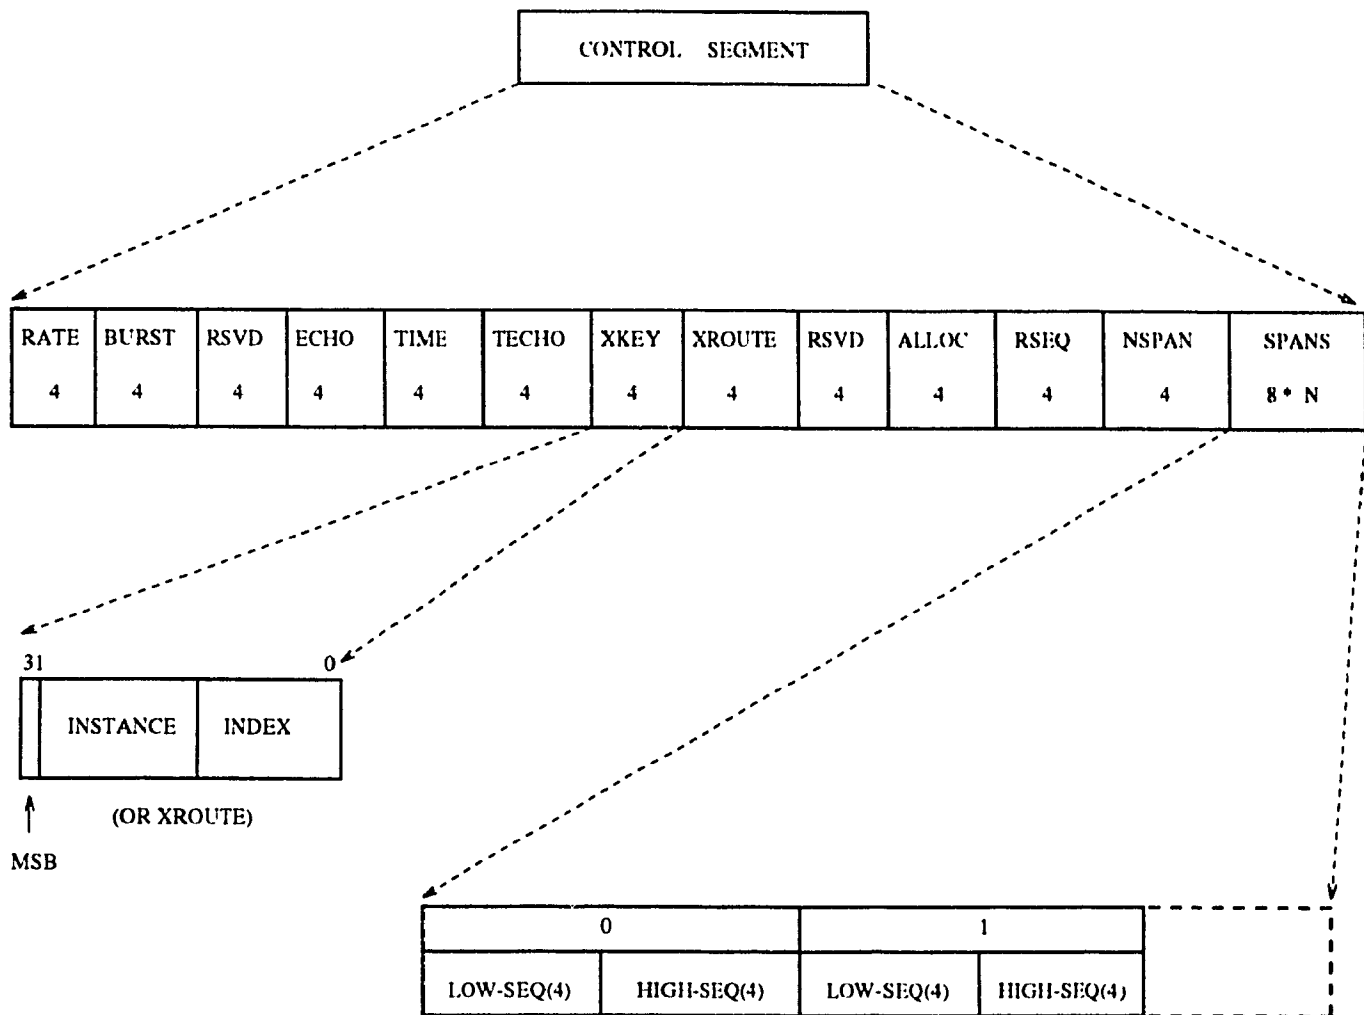 CONTROL SEGMENT
RATE BURST RSVD ECHO TIME TECHO XKEY XROUTE RSVD ALLOC RSEQ NSPAN SPANS
4 4 4 4 4 4 4 4 4 4 4 4 8 * N
31 0
INSTANCE INDEX
(OR XROUTE)
MSB
0 1
LOW-SEQ(4) HIGH-SEQ(4) LOW-SEQ(4) HIGH-SEQ(4)